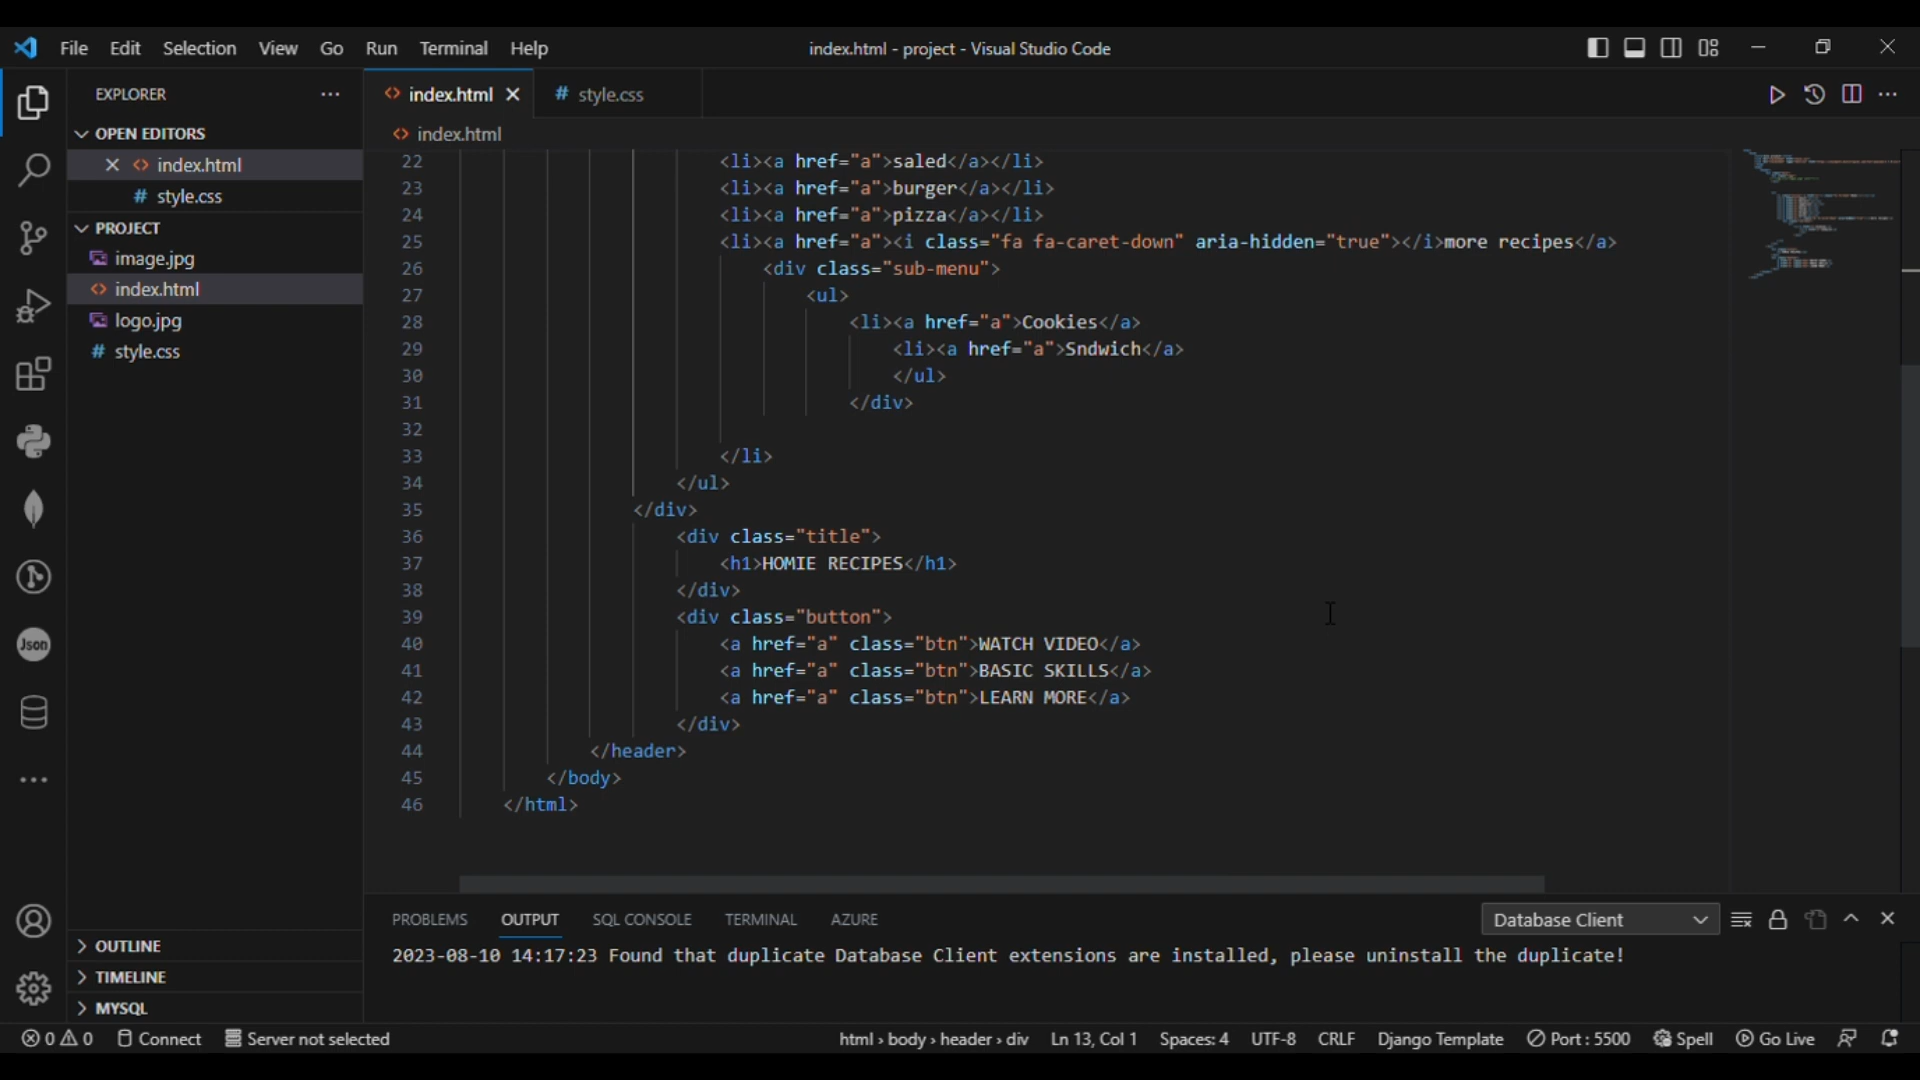 File Edit Selection View Go Run Terminal Help
index.html - project - Visual Studio Code
EXPLORER
OPEN EDITORS
index.html
style.css
PROJECT
image.jpg
index.html
logo.jpg
style.css
OUTLINE
TIMELINE
MYSQL
Json
index.html
style.css
index.html
22 <li><a href="a">saled</a></li>
23 <li><a href="a">burger</a></li>
24 <li><a href="a">pizza</a></li>
25 <li><a href="a"><i class="fa fa-caret-down" aria-hidden="true"></i>more recipes</a>
26 <div class="sub-menu">
27 <ul>
28 <li><a href="a">Cookies</a>
29 <li><a href="a">Sndwich</a>
30 </ul>
31 </div>
32
33 </li>
34 </ul>
35 </div>
36 <div class="title">
37 <h1>HOMIE RECIPES</h1>
38 </div>
39 <div class="button">
40 <a href="a" class="btn">WATCH VIDEO</a>
41 <a href="a" class="btn">BASIC SKILLS</a>
42 <a href="a" class="btn">LEARN MORE</a>
43 </div>
44 </header>
45 </body>
46 </html>
PROBLEMS OUTPUT SQL CONSOLE TERMINAL AZURE
Database Client
2023-08-10 14:17:23 Found that duplicate Database Client extensions are installed, please uninstall the duplicate!
0 0 Connect Server not selected
html › body › header › div Ln 13, Col 1 Spaces: 4 UTF-8 CRLF Django Template Port : 5500 Spell Go Live